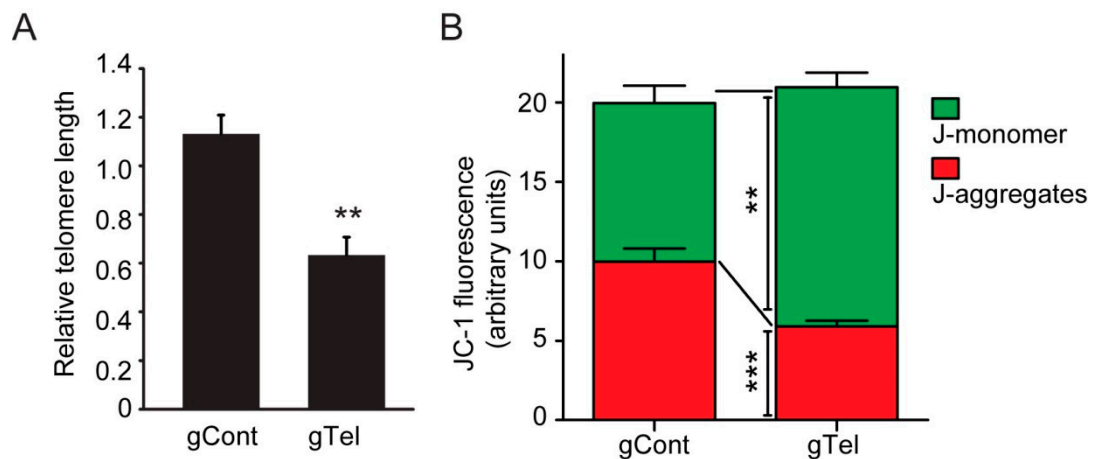 A
Relative telomere length
1.4
1.2
1.0
0.8
0.6
0.4
0.2
0
**
gCont
gTel
B
JC-1 fluorescence
(arbitrary units)
20
15
10
5
0
**
***
gCont
gTel
J-monomer
J-aggregates